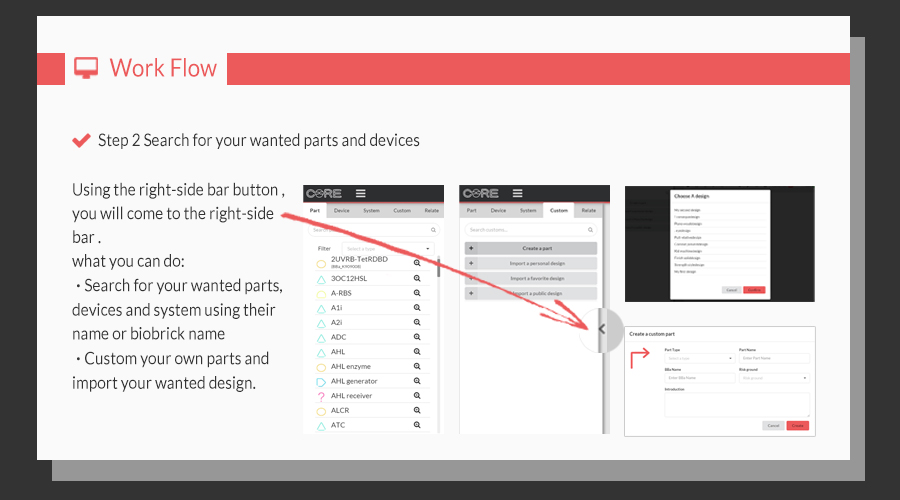 Work Flow
Step 2 Search for your wanted parts and devices
Using the right-side bar button ,
you will come to the right-side
bar .
what you can do:
· Search for your wanted parts,
devices and system using their
name or biobrick name
· Custom your own parts and
import your wanted design.
CORE
Part Device System Custom Relate
Filter Select a type
2UVRB-TetRDBD
3OC12HSL
A-RBS
A1i
A2i
ADC
AHL
AHL enzyme
AHL generator
AHL receiver
ALCR
ATC
CORE
Part Device System Custom Relate
Search customs...
+ Create a part
+ Import a personal design
+ Import a favorite design
+ Import a public design
Choose A design
Cancel
Create a custom part
Part Type Part Name
Enter Part Name
BBa Name Risk ground
Enter BBa Name
Introduction
Cancel Create